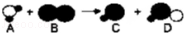 A + B → C + D